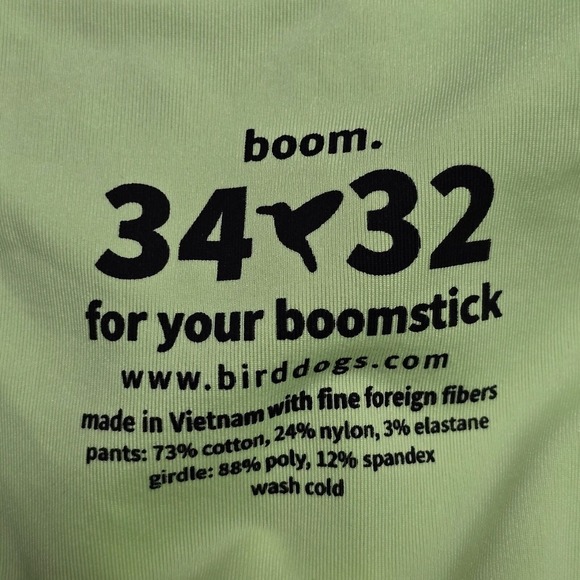 boom.
34 32
for your boomstick
www.birddogs.com
made in Vietnam with fine foreign fibers
pants: 73% cotton, 24% nylon, 3% elastane
girdle: 88% poly, 12% spandex
wash cold